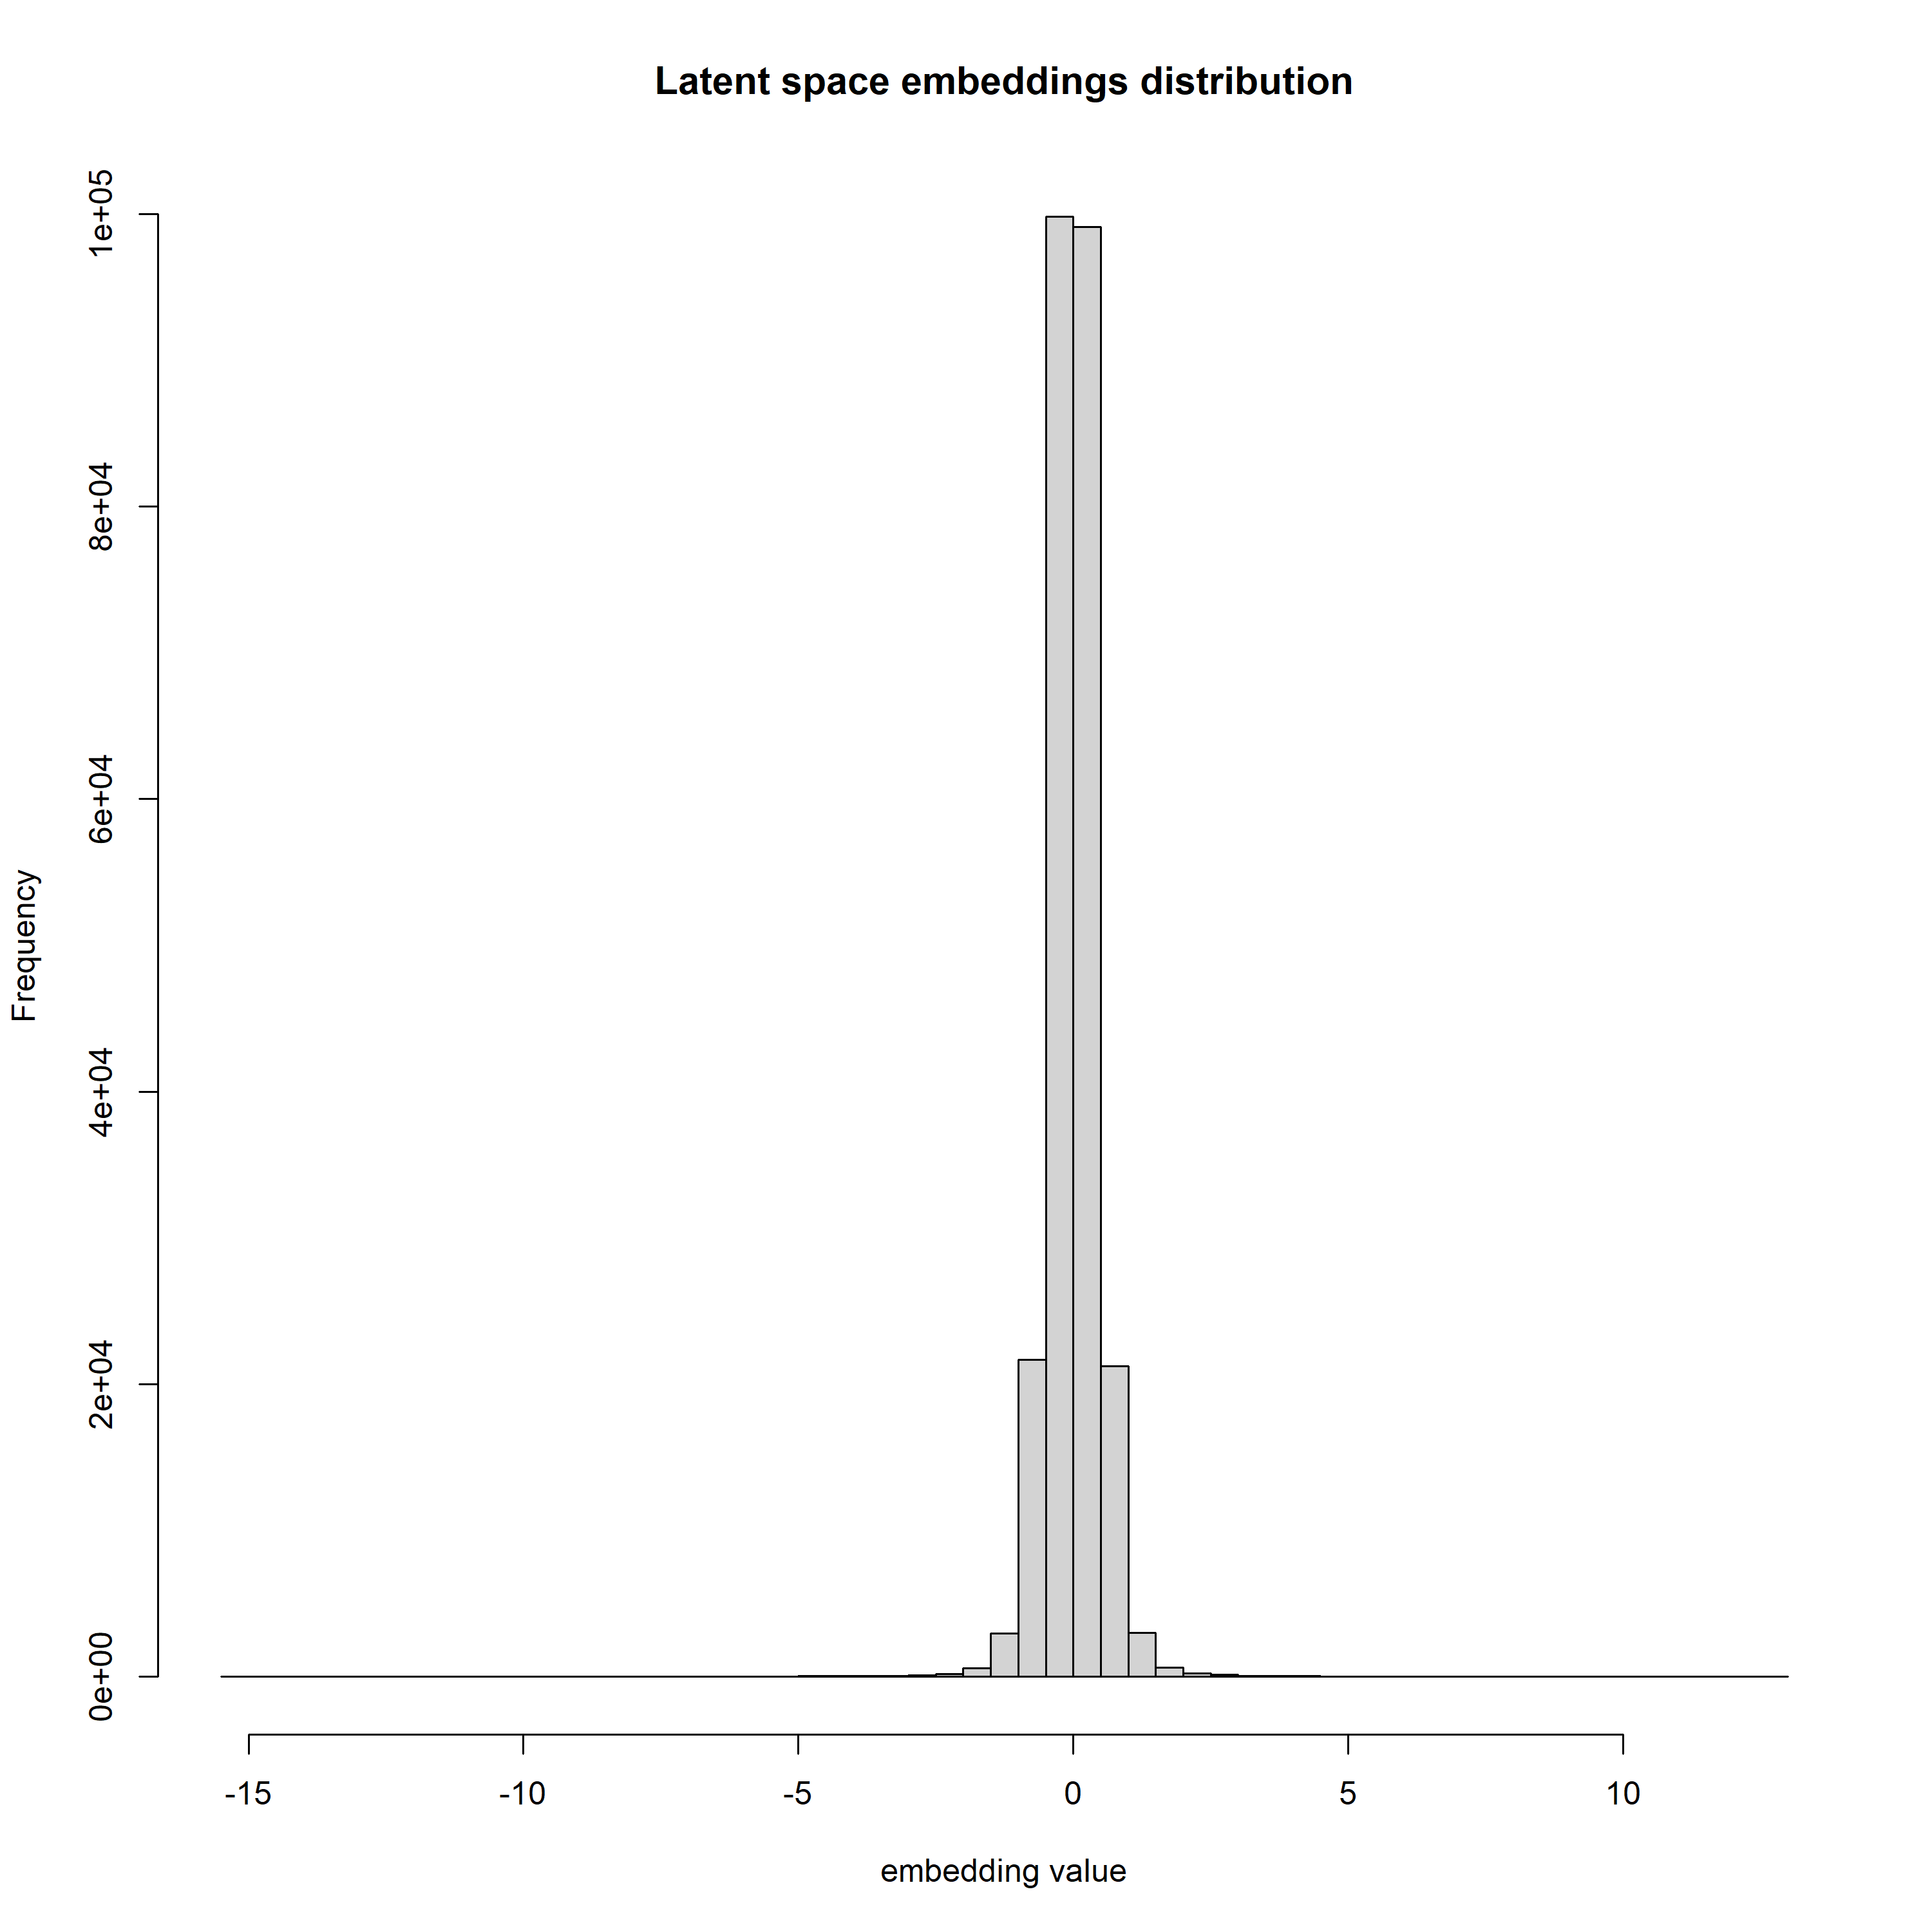 Latent space embeddings distribution
1e+05
8e+04
6e+04
4e+04
2e+04
0e+00
Frequency
-15 -10 -5 0 5 10
embedding value